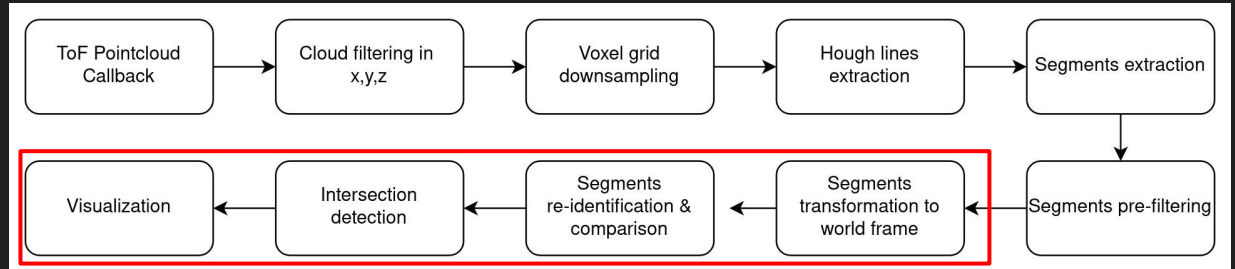 ToF Pointcloud
Callback
Cloud filtering in
x,y,z
Voxel grid
downsampling
Hough lines
extraction
Segments extraction
Visualization
Intersection
detection
Segments
re-identification &
comparison
Segments
transformation to
world frame
Segments pre-filtering